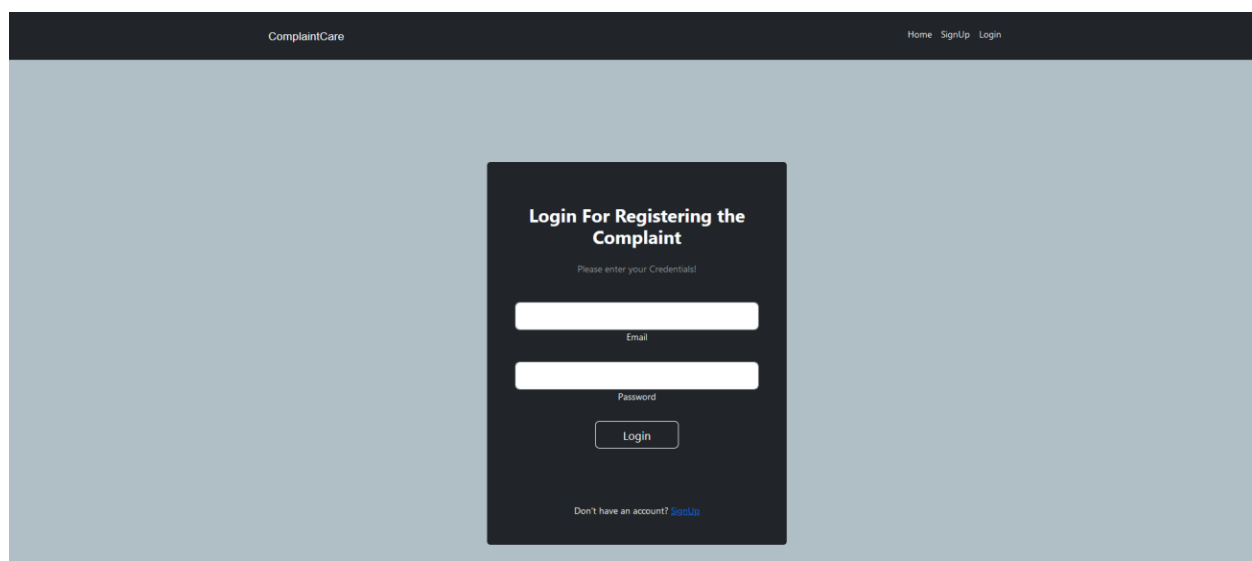 ComplaintCare
Home SignUp Login
Login For Registering the
Complaint
Please enter your Credentials!
Email
Password
Login
Don't have an account? SignUp